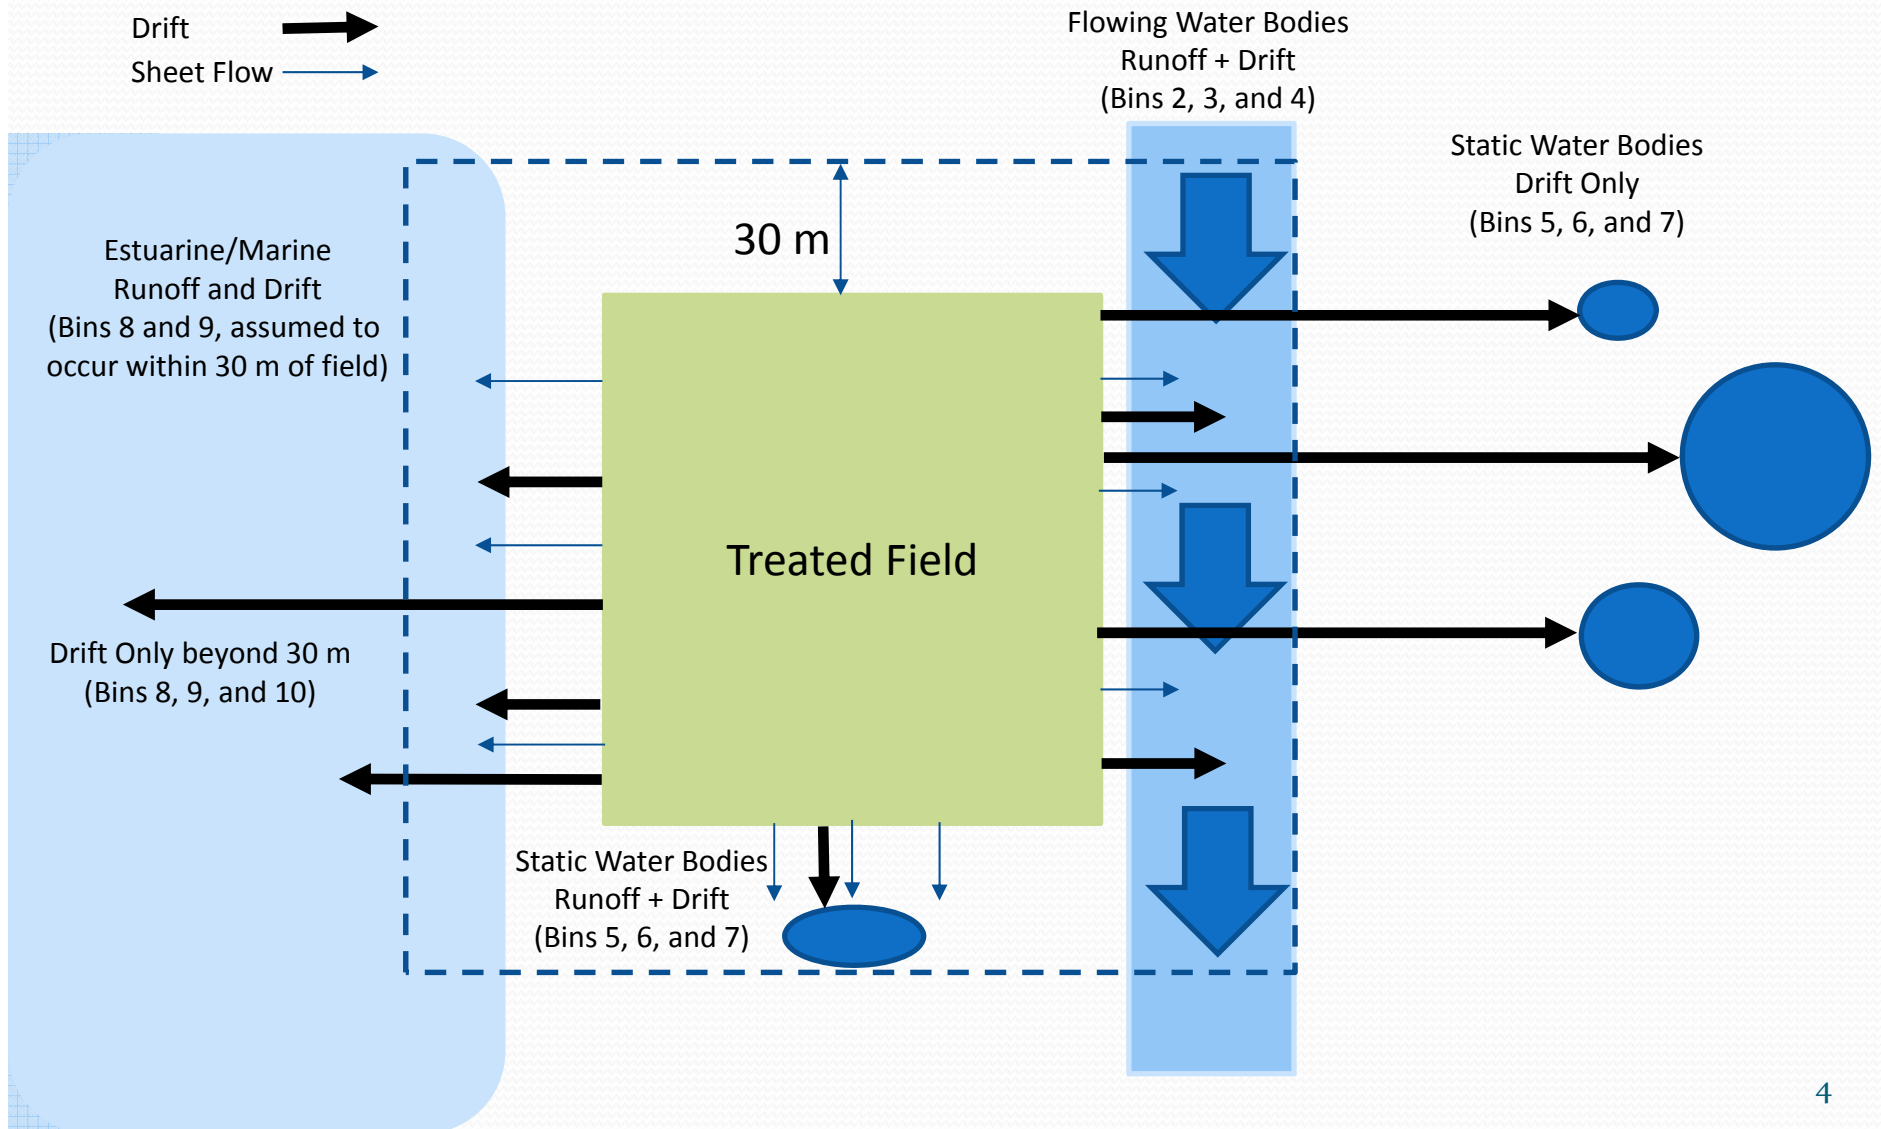 Drift
Sheet Flow
Flowing Water Bodies
Runoff + Drift
(Bins 2, 3, and 4)
Static Water Bodies
Drift Only
(Bins 5, 6, and 7)
30 m
Estuarine/Marine
Runoff and Drift
(Bins 8 and 9, assumed to
occur within 30 m of field)
Treated Field
Drift Only beyond 30 m
(Bins 8, 9, and 10)
Static Water Bodies
Runoff + Drift
(Bins 5, 6, and 7)
4